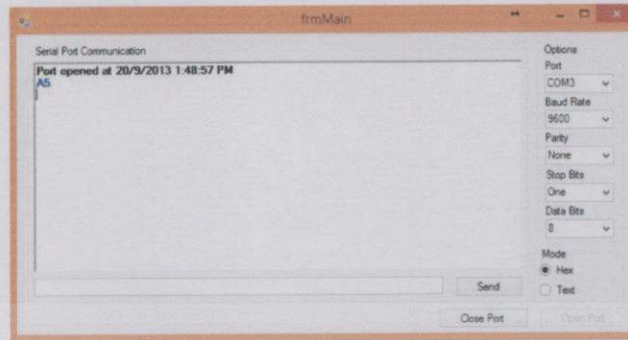 frmMain
Serial Port Communication
Port opened at 20/9/2013 1:48:57 PM
A5
Options
Port
COM3
Baud Rate
9600
Parity
None
Stop Bits
One
Data Bits
8
Mode
Hex
Text
Send
Close Port
Open Port